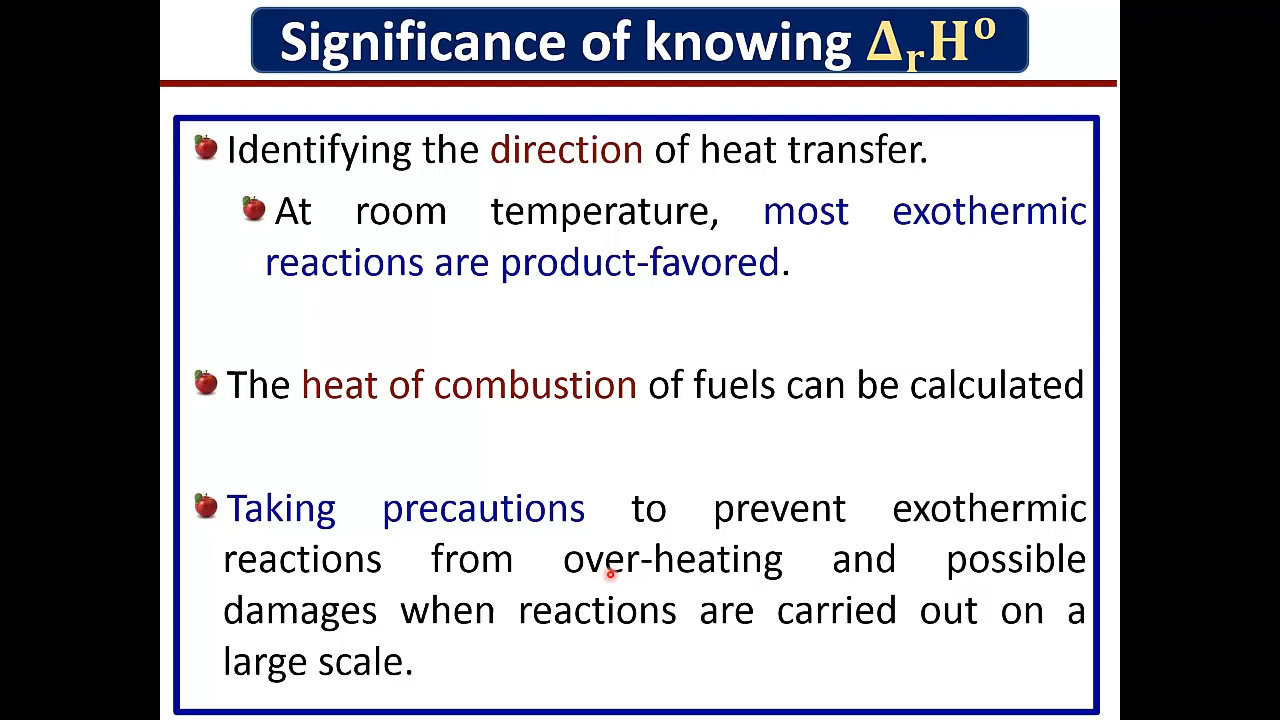 Significance of knowing Δ_rH°
Identifying the direction of heat transfer.
At room temperature, most exothermic
reactions are product-favored.
The heat of combustion of fuels can be calculated
Taking precautions to prevent exothermic
reactions from over-heating and possible
damages when reactions are carried out on a
large scale.